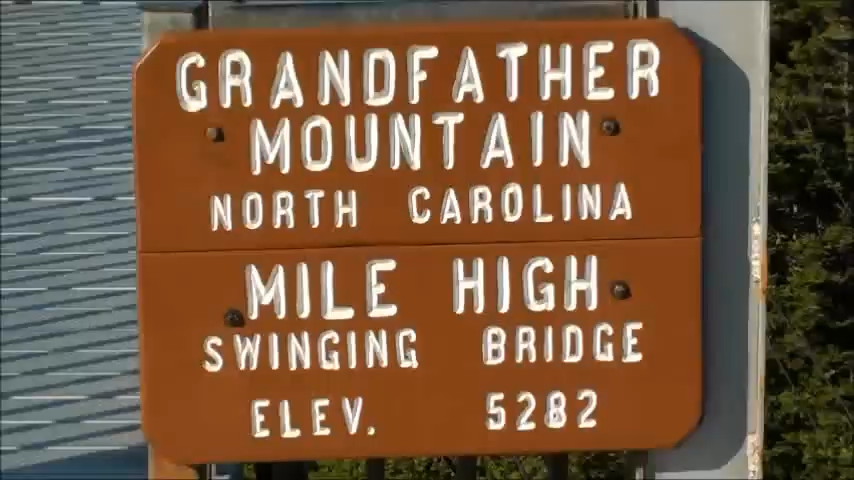 GRANDFATHER
MOUNTAIN
NORTH CAROLINA
MILE HIGH
SWINGING BRIDGE
ELEV. 5282